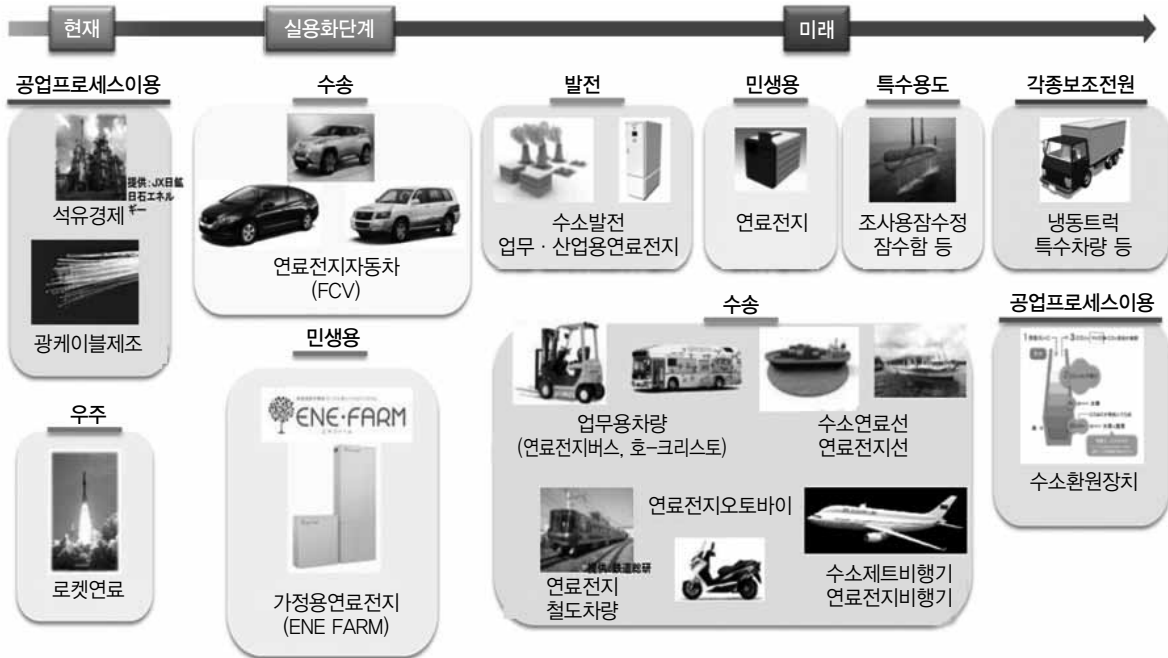 현재
실용화단계
미래
공업프로세스이용
提供:JX日鉱
日石エネル
ギー
석유경제
광케이블제조
우주
로켓연료
수송
연료전지자동차
(FCV)
민생용
ENE·FARM
가정용연료전지
(ENE FARM)
발전
수소발전
업무 · 산업용연료전지
민생용
연료전지
특수용도
조사용잠수정
잠수함 등
각종보조전원
냉동트럭
특수차량 등
수송
업무용차량
(연료전지버스, 호-크리스토)
수소연료선
연료전지선
提供:鉄道総研
연료전지
철도차량
연료전지오토바이
수소제트비행기
연료전지비행기
공업프로세스이용
수소환원장치